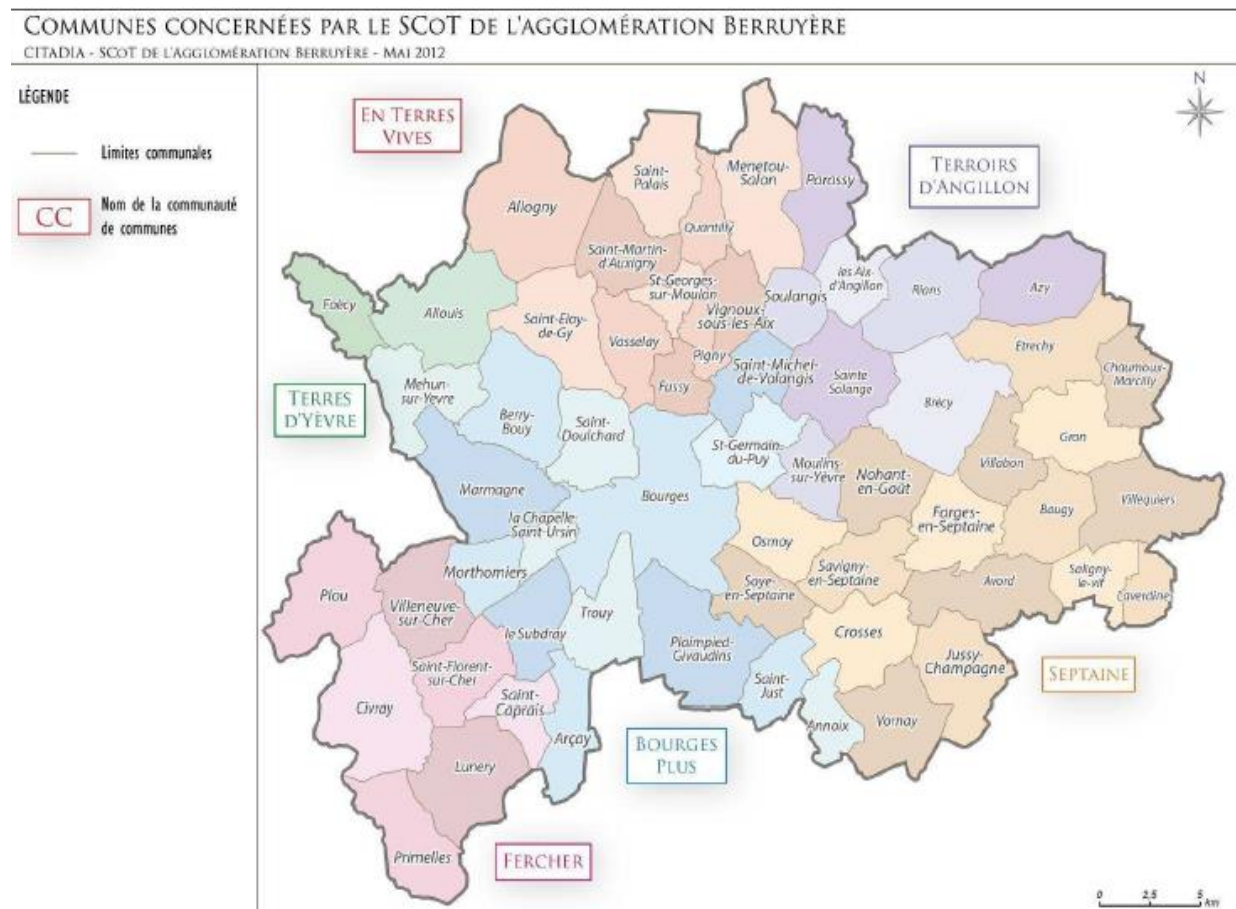 COMMUNES CONCERNÉES PAR LE SCOT DE L'AGGLOMÉRATION BERRUYÈRE
CITADIA - SCOT DE L'AGGLOMÉRATION BERRUYÈRE - MAI 2012
LÉGENDE
Limites communales
CC
Nom de la communauté
de communes
N
EN TERRES
VIVES
TERROIRS
D'ANGILLON
TERRES
D'YÈVRE
BOURGES
PLUS
SEPTAINE
FERCHER
Allogny
Saint-
Palais
Menetou-
Salon
Parassy
Quantilly
Saint-Martin-
d'Auxigny
St-Georges-
sur-Moulon
Vignoux-
sous-les Aix
Soulangis
les Aix-
d'Angillon
Rians
Azy
Foëcy
Allouis
Saint-Eloy-
de-Gy
Vasselay
Pigny
Fussy
Saint-Michel-
de-Volangis
Sainte
Solange
Brécy
Etrechy
Chaumoux-
Marcilly
Mehun-
sur-Yevre
Berry-
Bouy
Saint-
Doulchard
St-Germain-
du-Puy
Moulins-
sur-Yèvre
Nohant-
en-Goût
Villabon
Gron
Marmagne
Bourges
la Chapelle-
Saint-Ursin
Osmoy
Farges-
en-Septaine
Baugy
Villequiers
Morthomiers
Plou
Villeneuve-
sur-Cher
Soye-
en-Septaine
Savigny-
en-Septaine
Avord
Saligny-
le-vif
Laverdine
le Subdray
Trouy
Plaimpied-
Givaudins
Crosses
Jussy-
Champagne
Civray
Saint-Florent-
sur-Cher
Saint-
Caprais
Arçay
Saint-
Just
Annoix
Vornay
Lunery
Primelles
0 2,5 5
km